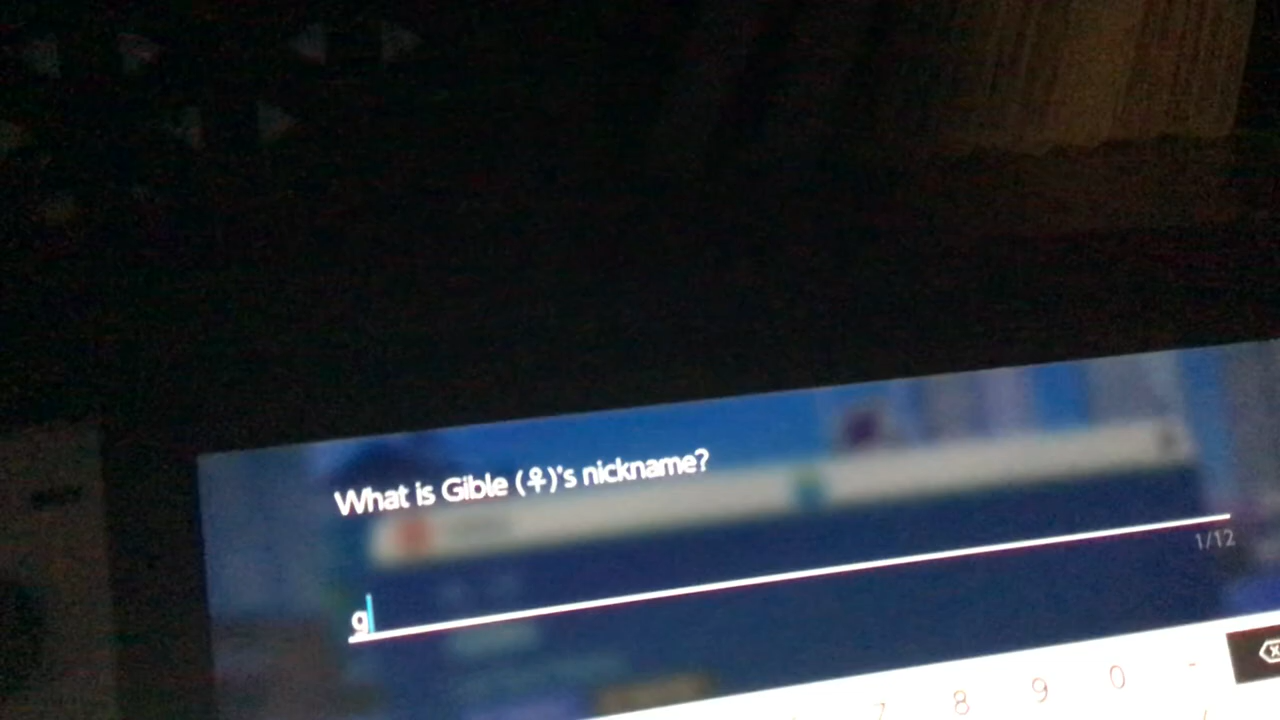 What is Gible (♀)'s nickname?
1/12
g
7 8 9 0 -